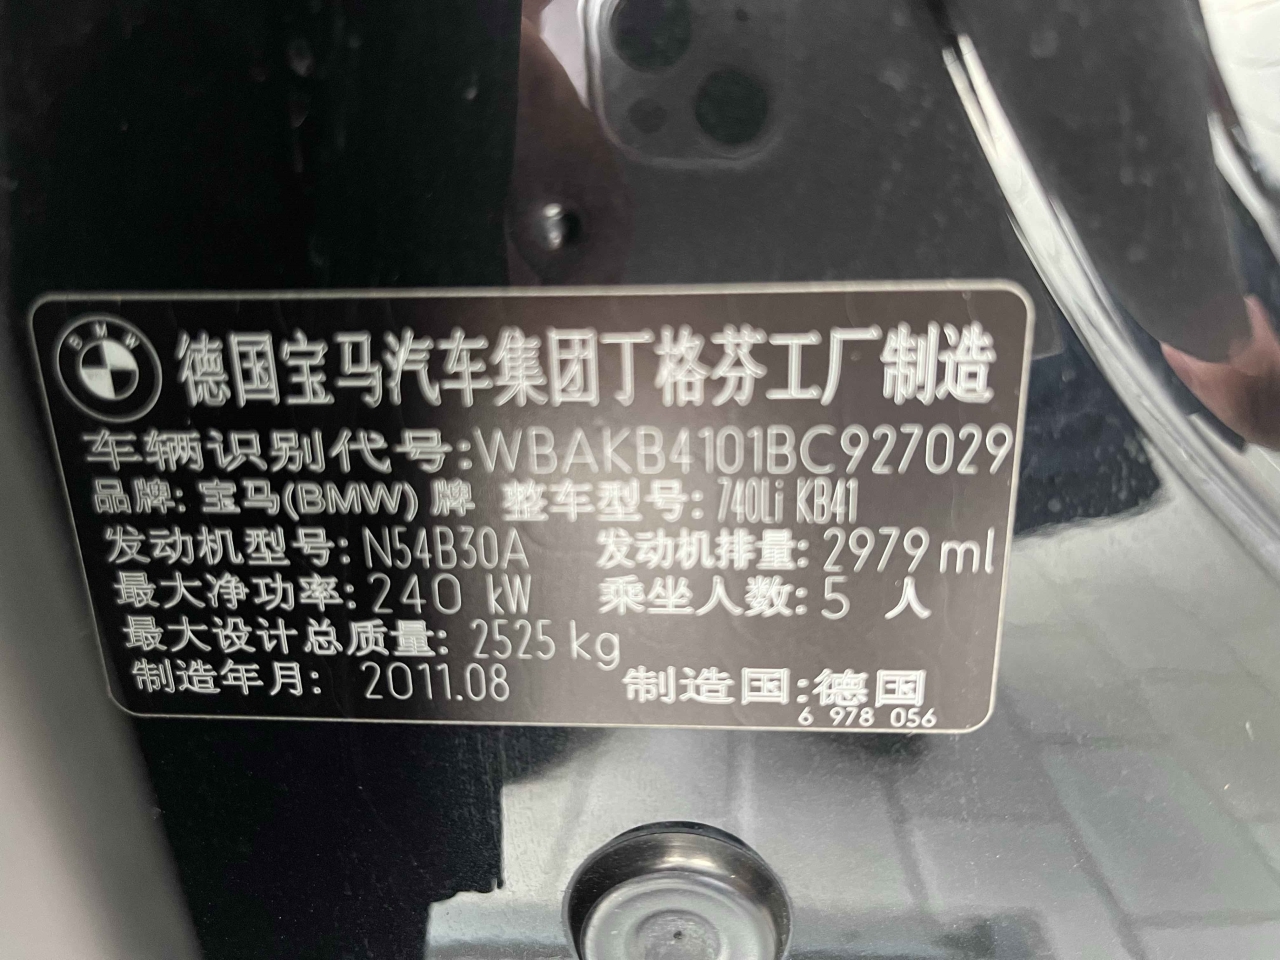 BMW
德国宝马汽车集团丁格芬工厂制造
车辆识别代号:WBAKB4101BC927029
品牌: 宝马(BMW) 牌 整车型号: 740Li KB41
发动机型号: N54B30A 发动机排量: 2979 ml
最大净功率: 240 kW 乘坐人数: 5 人
最大设计总质量: 2525 kg
制造年月: 2011.08 制造国:德国
6 978 056